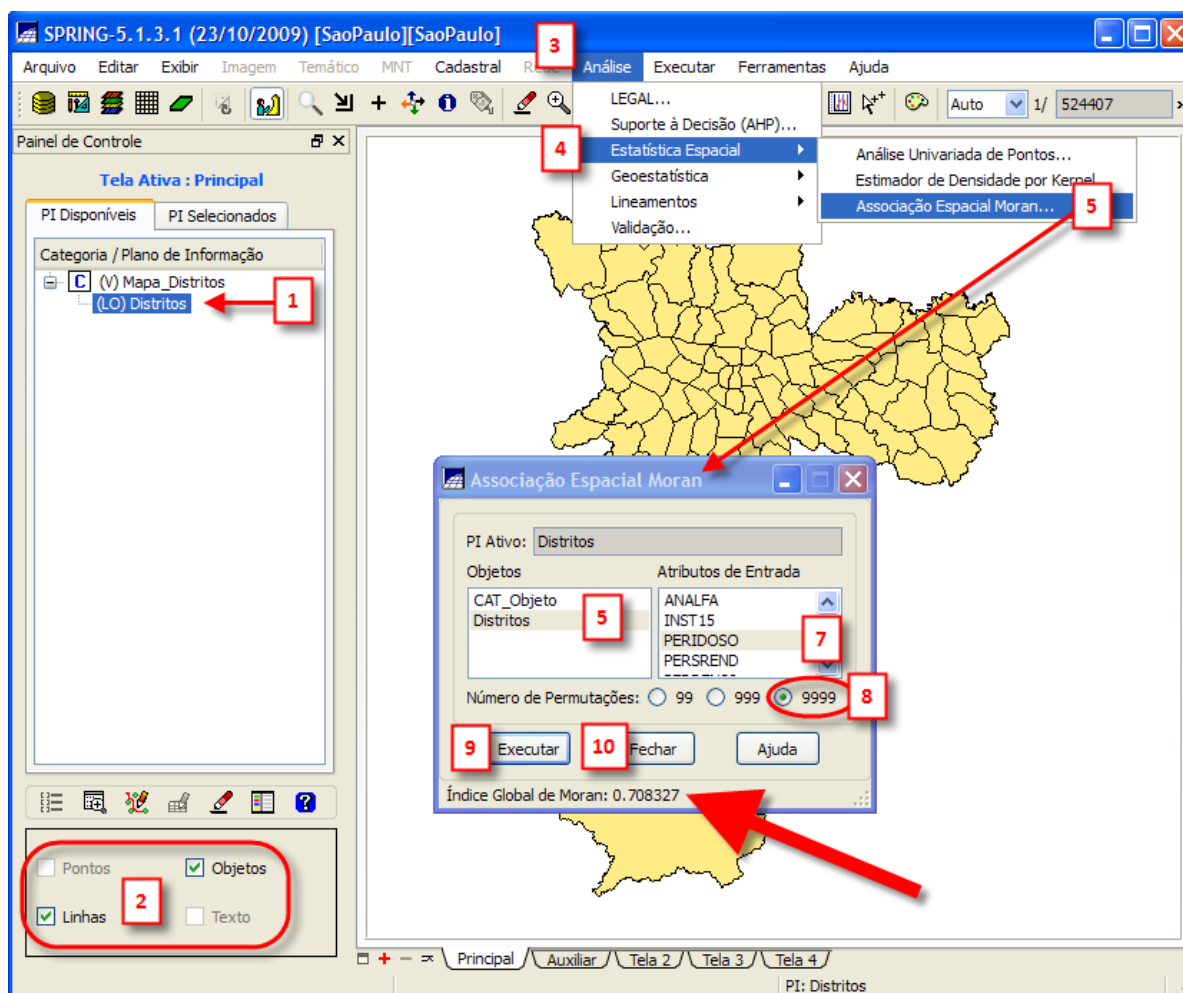 SPRING-5.1.3.1 (23/10/2009) [SaoPaulo][SaoPaulo]
3
Arquivo Editar Exibir Imagem Temático MNT Cadastral Rede Análise Executar Ferramentas Ajuda
Auto 1/ 524407
LEGAL...
Suporte à Decisão (AHP)...
4
Estatística Espacial
Geoestatística
Lineamentos
Validação...
Análise Univariada de Pontos...
Estimador de Densidade por Kernel
Associação Espacial Moran...
5
Painel de Controle
Tela Ativa : Principal
PI Disponíveis PI Selecionados
Categoria / Plano de Informação
C (V) Mapa_Distritos
(LO) Distritos
1
Associação Espacial Moran
PI Ativo: Distritos
Objetos Atributos de Entrada
CAT_Objeto
Distritos
5
ANALFA
INST15
PERIDOSO
PERSREND
7
Número de Permutações: 99 999 9999
8
9 Executar 10 Fechar Ajuda
Índice Global de Moran: 0.708327
Pontos Objetos
2
Linhas Texto
Principal Auxiliar Tela 2 Tela 3 Tela 4
PI: Distritos